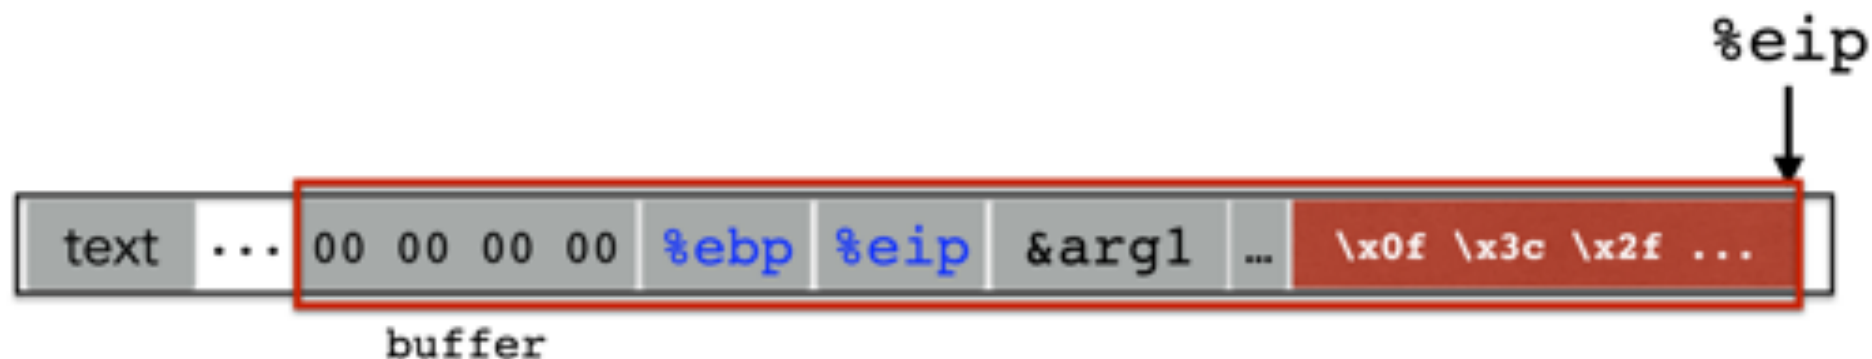 %eip
text ... 00 00 00 00 %ebp %eip &arg1 ... \x0f \x3c \x2f ...
buffer